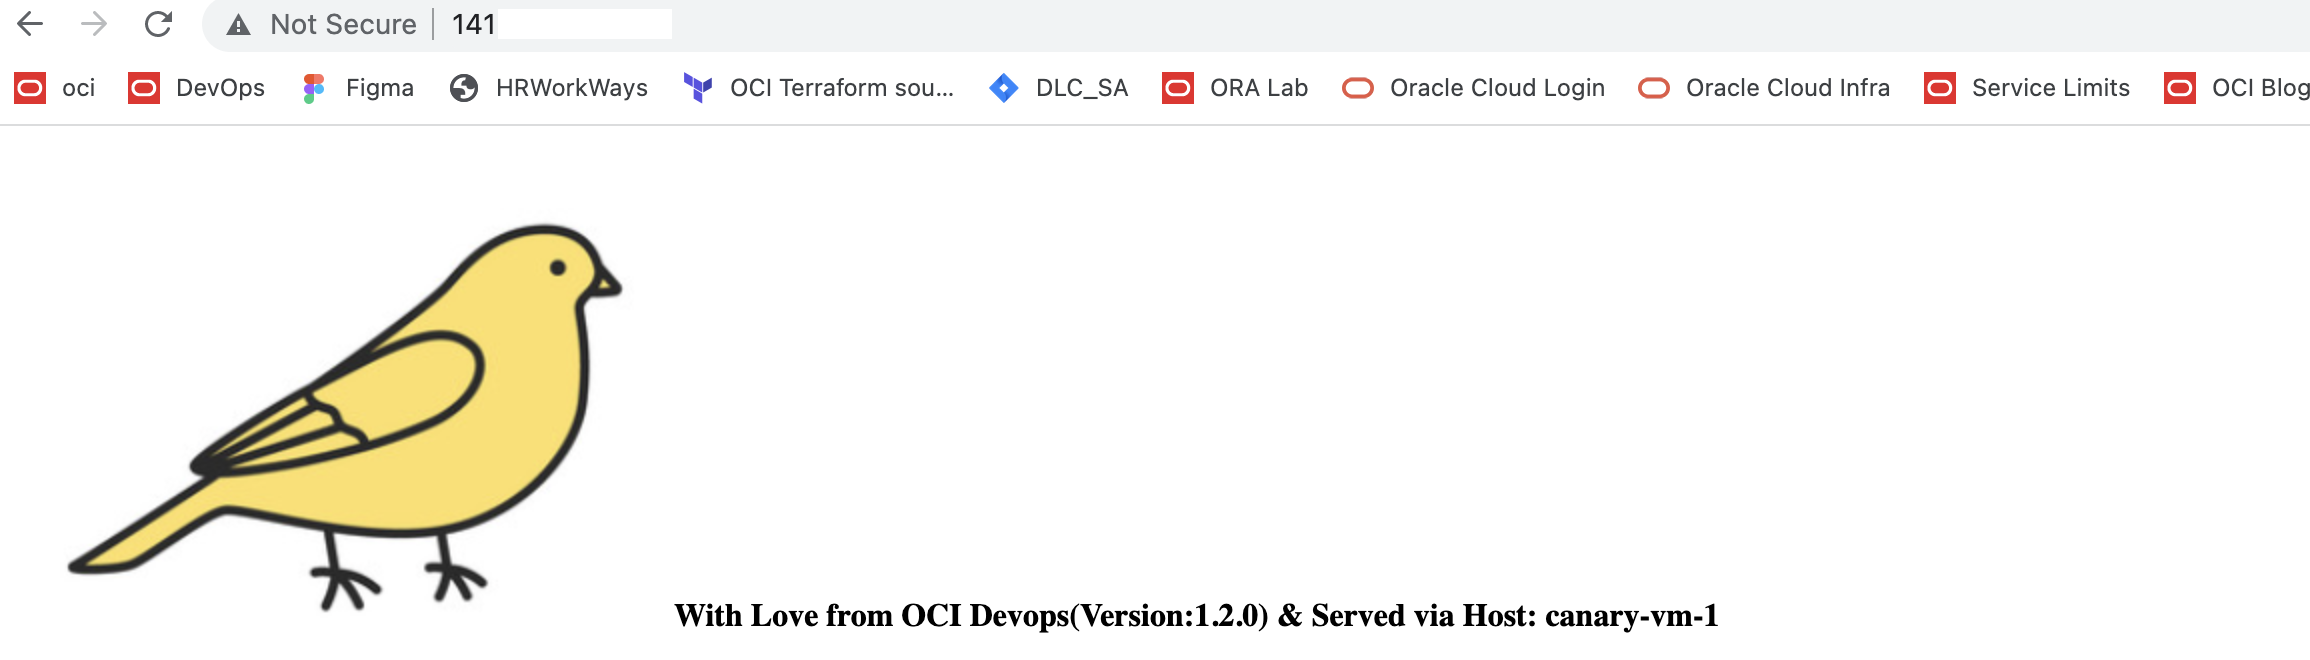 Not Secure 141
oci DevOps Figma HRWorkWays OCI Terraform sou... DLC_SA ORA Lab Oracle Cloud Login Oracle Cloud Infra Service Limits OCI Blog
With Love from OCI Devops(Version:1.2.0) & Served via Host: canary-vm-1